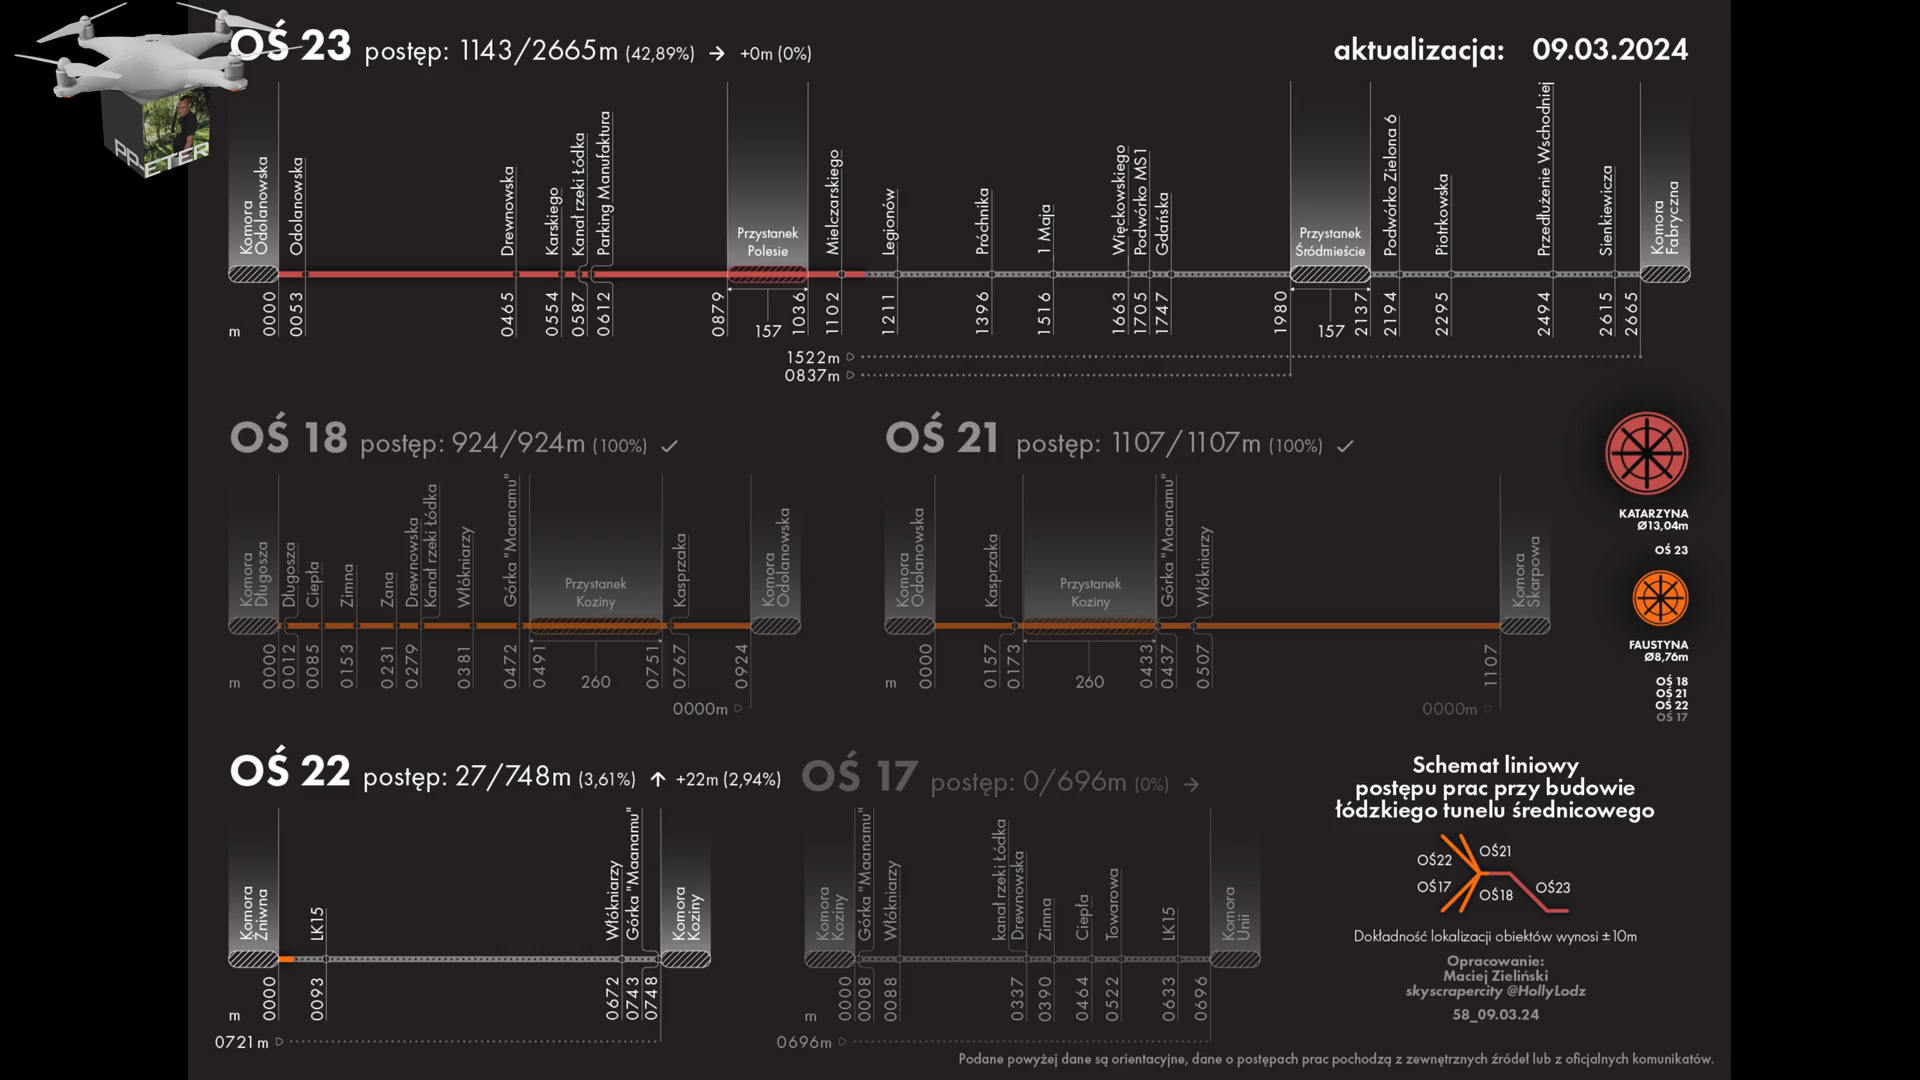 OŚ 23 postęp: 1143/2665m (42,89%) → +0m (0%)
aktualizacja: 09.03.2024
PP ETER
Komora
Odolanowska
Odolanowska
Drewnowska
Karskiego
Kanał rzeki Łódka
Parking Manufaktura
Przystanek
Polesie
Mielczarskiego
Legionów
Próchnika
1 Maja
Więckowskiego
Podwórko MS1
Gdańska
Przystanek
Śródmieście
Podwórko Zielona 6
Piotrkowska
Przedłużenie Wschodniej
Sienkiewicza
Komora
Fabryczna
m 0000 0053 0465 0554 0587 0612 0879 157 1036 1102 1211 1396 1516 1663 1705 1747 1980 157 2137 2194 2295 2494 2615 2665
1522m
0837m
OŚ 18 postęp: 924/924m (100%) ✓
Komora
Długosza
Długosza
Ciepła
Zimna
Zana
Drewnowska
Kanał rzeki Łódka
Włókniarzy
Górka "Maanamu"
Przystanek
Koziny
Kasprzaka
Komora
Odolanowska
m 0000 0012 0085 0153 0231 0279 0381 0472 0491 260 0751 0767 0924
0000m
OŚ 21 postęp: 1107/1107m (100%) ✓
Komora
Odolanowska
Kasprzaka
Przystanek
Koziny
Górka "Maanamu"
Włókniarzy
Komora
Skarpowa
m 0000 0157 0173 260 0433 0437 0507 1107
0000m
KATARZYNA
Ø13,04m
OŚ 23
FAUSTYNA
Ø8,76m
OŚ 18
OŚ 21
OŚ 22
OŚ 17
OŚ 22 postęp: 27/748m (3,61%) ↑ +22m (2,94%)
Komora
Żniwna
LK15
Włókniarzy
Górka "Maanamu"
Komora
Koziny
m 0000 0093 0672 0743 0748
0721m
OŚ 17 postęp: 0/696m (0%) →
Komora
Koziny
Górka "Maanamu"
Włókniarzy
kanał rzeki Łódka
Drewnowska
Zimna
Ciepła
Towarowa
LK15
Komora
Unii
m 0000 0008 0088 0337 0390 0464 0522 0633 0696
0696m
Schemat liniowy
postępu prac przy budowie
łódzkiego tunelu średnicowego
OŚ22 OŚ21
OŚ17 OŚ18 OŚ23
Dokładność lokalizacji obiektów wynosi ±10m
Opracowanie:
Maciej Zieliński
skyscrapercity @HollyLodz
58_09.03.24
Podane powyżej dane są orientacyjne, dane o postępach prac pochodzą z zewnętrznych źródeł lub z oficjalnych komunikatów.